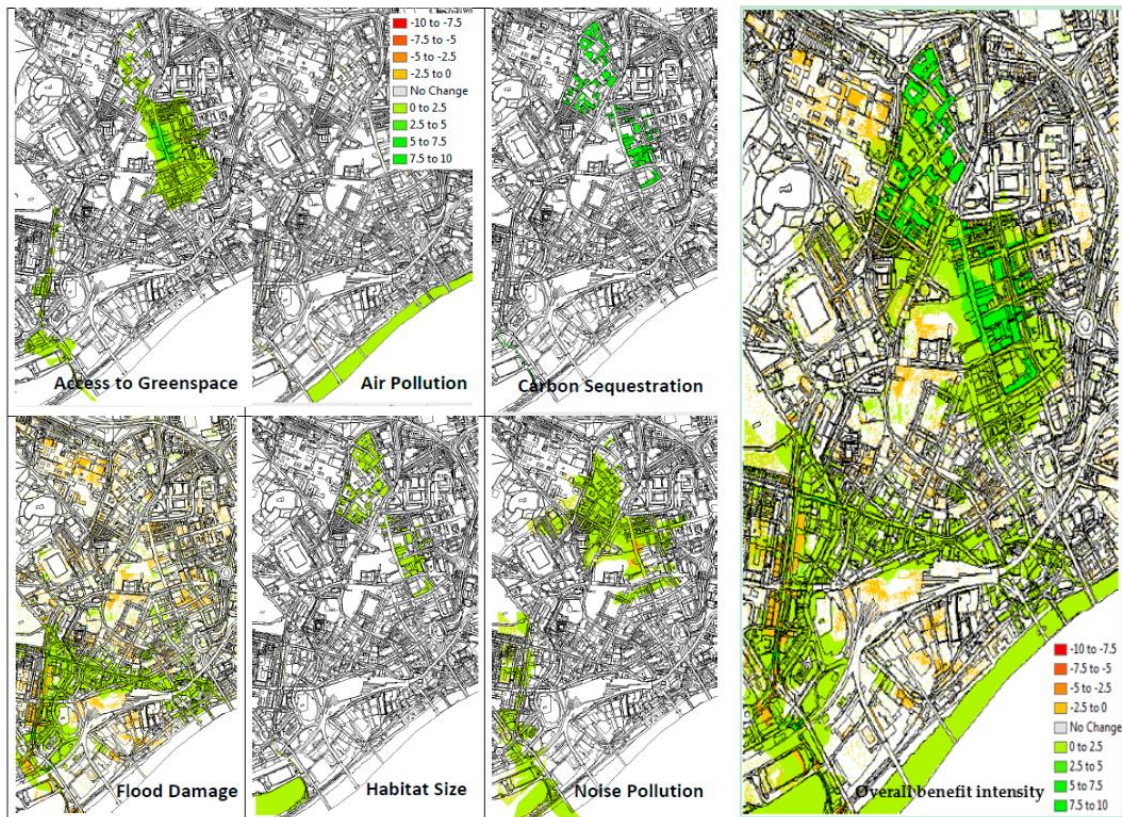 -10 to -7.5
-7.5 to -5
-5 to -2.5
-2.5 to 0
No Change
0 to 2.5
2.5 to 5
5 to 7.5
7.5 to 10
Access to Greenspace
Air Pollution
Carbon Sequestration
Flood Damage
Habitat Size
Noise Pollution
-10 to -7.5
-7.5 to -5
-5 to -2.5
-2.5 to 0
No Change
0 to 2.5
2.5 to 5
5 to 7.5
7.5 to 10
Overall benefit intensity